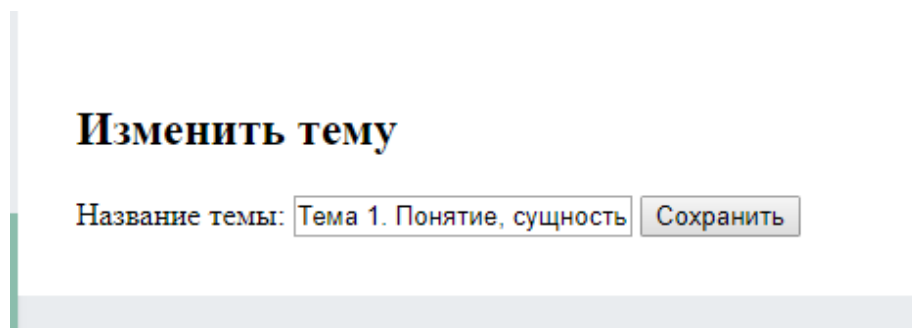 Изменить тему
Название темы: Тема 1. Понятие, сущность Сохранить